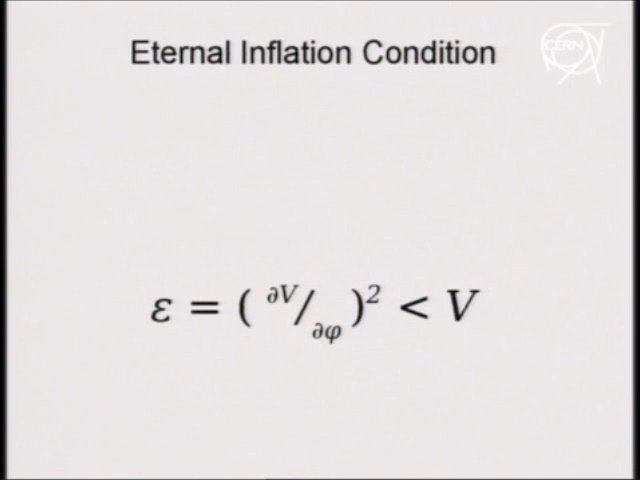 Eternal Inflation Condition
CERN
ε = ( ∂V/∂φ )² < V